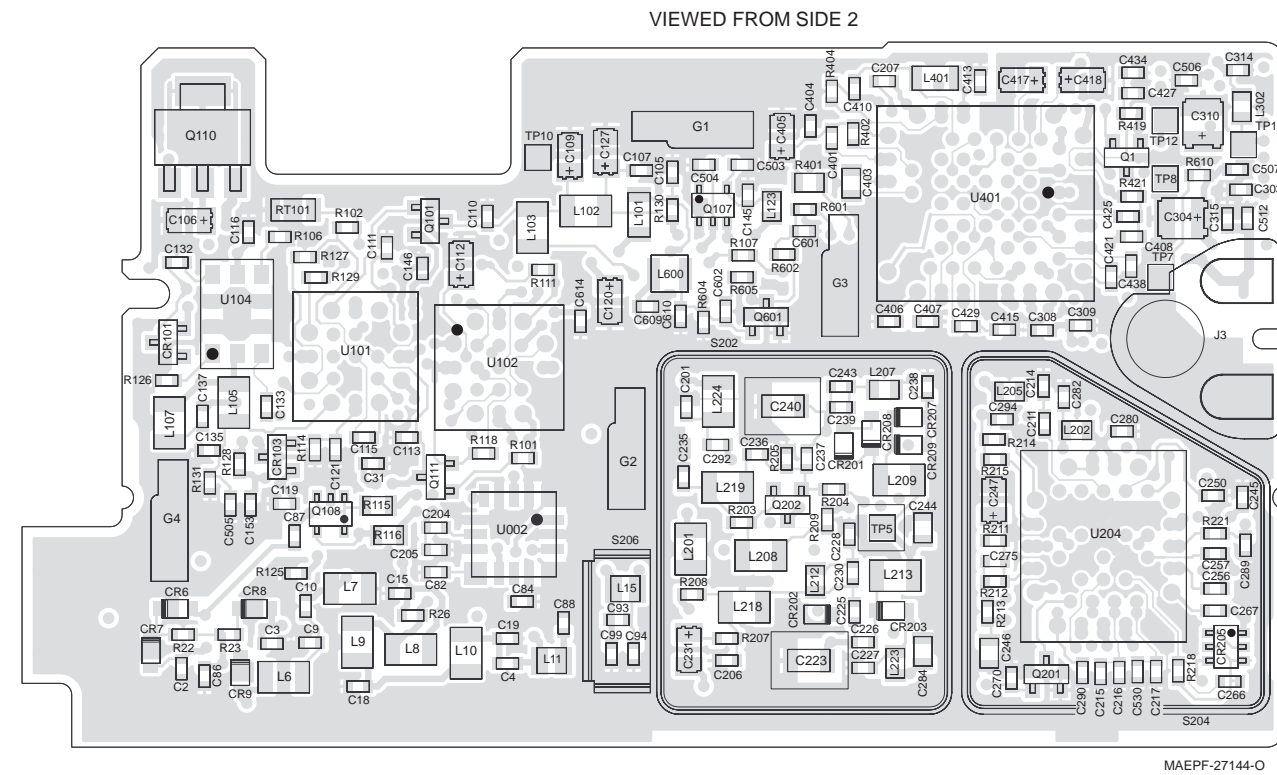 VIEWED FROM SIDE 2
R404
C207
L401
C413
C417+
+C418
C434
C506
C314
C427
L302
C404
C410
R419
C310
+
TP1
Q110
G1
TP10
C109
+
C127
+
C405
+
R402
C401
TP12
Q1
C107
C105
C504
C503
R401
C403
R610
C507
TP8
U401
R421
C303
C106+
C116
RT101
R102
Q101
C110
L103
L102
L101
R130
Q107
C145
L123
R601
C425
C304+
C315
C512
R106
C111
C601
C421
C408
TP7
C132
R127
R129
C146
C112
+
R111
R107
R602
G3
C438
U104
L600
R605
C602
C120+
C609
C610
R604
Q601
C614
C406
C407
C429
C415
C308
C309
CR101
U101
U102
S202
J3
R126
C137
L105
C133
L107
C201
L224
C240
C243
L207
C238
C239
CR208
CR207
CR209
L205
C214
C282
C294
C211
L202
C280
R214
C135
R128
CR103
R114
C121
C115
C31
C113
R118
R101
G2
C235
C292
C236
R205
C237
CR201
L209
R215
R131
Q111
C247
+
C250
C245
G4
C119
C505
C153
C87
Q108
R115
R116
C204
C205
U002
L219
R203
Q202
R204
R209
C228
TP5
C244
R211
U204
R221
S206
L201
L208
C275
C257
C289
R125
C10
L7
C15
C82
L15
R208
L212
C230
L213
R212
C256
CR6
CR8
C84
C88
C93
L218
CR202
C225
CR203
R213
C267
CR7
R22
R23
C3
C9
R26
C19
C99
C94
R207
C226
C246
CR205
L9
L8
L10
L11
C231
+
C223
C227
L223
C284
C2
C86
CR9
L6
C18
C4
C206
C270
Q201
C290
C215
C216
C530
C217
R218
C266
S204
MAEPF-27144-O